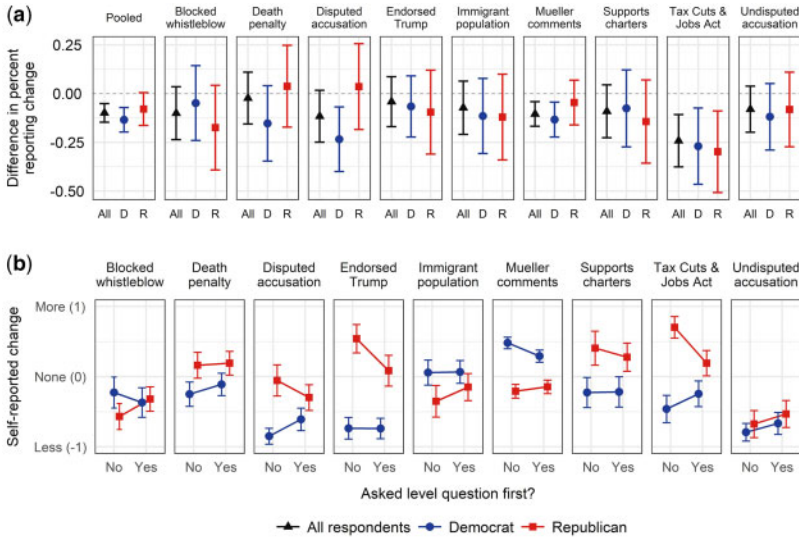 (a)
Pooled
Blocked
whistleblow
Death
penalty
Disputed
accusation
Endorsed
Trump
Immigrant
population
Mueller
comments
Supports
charters
Tax Cuts &
Jobs Act
Undisputed
accusation
Difference in percent
reporting change
0.25
0.00
-0.25
-0.50
All D R All D R All D R All D R All D R All D R All D R All D R All D R All D R
(b)
Blocked
whistleblow
Death
penalty
Disputed
accusation
Endorsed
Trump
Immigrant
population
Mueller
comments
Supports
charters
Tax Cuts &
Jobs Act
Undisputed
accusation
Self-reported change
More (1)
None (0)
Less (-1)
No Yes No Yes No Yes No Yes No Yes No Yes No Yes No Yes No Yes
Asked level question first?
All respondents Democrat Republican